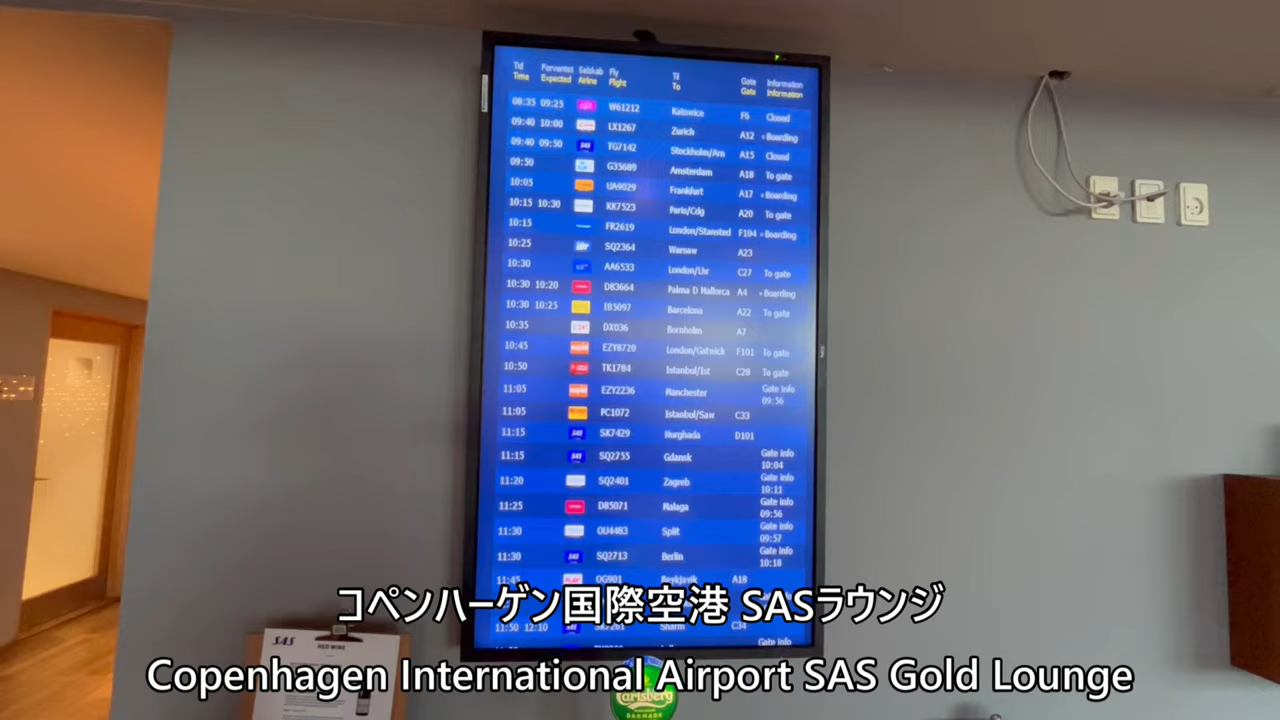 Tid Forventet Selskab Fly Til Gate Information
Time Expected Airline Flight To Gate Information
08:35 09:25 W61212 Katowice F6 Closed
09:40 10:00 LX1267 Zurich A12 Boarding
09:40 09:50 SAS TG7142 Stockholm/Arn A15 Closed
09:50 G35689 Amsterdam A18 To gate
10:05 UA9029 Frankfurt A17 Boarding
10:15 10:30 KK7523 Paris/Cdg A20 To gate
10:15 FR2619 London/Stansted F104 Boarding
10:25 SQ2364 Warsaw A23
10:30 AA6533 London/Lhr C27 To gate
10:30 10:20 D83664 Palma D Mallorca A4 Boarding
10:30 10:25 IB5097 Barcelona A22 To gate
10:35 DX036 Bornholm A7
10:45 EZY8720 London/Gatwick F101 To gate
10:50 TK1784 Istanbul/Ist C28 To gate
11:05 EZY2236 Manchester Gate info
09:56
11:05 PC1072 Istanbul/Saw C33
11:15 SAS SK7429 Hurghada D101
11:15 SAS SQ2755 Gdansk Gate info
10:04
11:20 SQ2401 Zagreb Gate info
10:11
11:25 D85071 Malaga Gate info
09:56
11:30 OU4483 Split Gate info
09:57
11:30 SAS SQ2713 Berlin Gate info
10:18
11:45 OG901 Reykjavik A18
11:50 12:10 SAS SK7261 Sharm C34
Gate info
コペンハーゲン国際空港 SASラウンジ
Copenhagen International Airport SAS Gold Lounge
SAS
RED WINE
Carlsberg
DANMARK